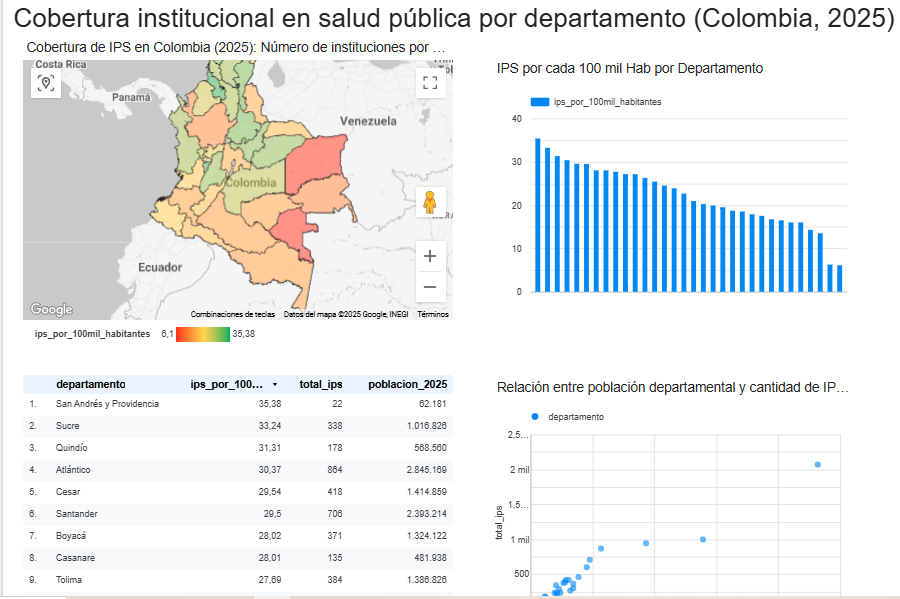 Cobertura institucional en salud pública por departamento (Colombia, 2025)
Cobertura de IPS en Colombia (2025): Número de instituciones por …
Costa Rica
Panamá
Venezuela
Colombia
Ecuador
Google
Combinaciones de teclas Datos del mapa ©2025 Google, INEGI Términos
ips_por_100mil_habitantes 6,1 35,38
IPS por cada 100 mil Hab por Departamento
ips_por_100mil_habitantes
40
30
20
10
0
departamento ips_por_100… total_ips poblacion_2025
1. San Andrés y Providencia 35,38 22 62.181
2. Sucre 33,24 338 1.016.826
3. Quindío 31,31 178 568.560
4. Atlántico 30,37 864 2.845.169
5. Cesar 29,54 418 1.414.859
6. Santander 29,5 706 2.393.214
7. Boyacá 28,02 371 1.324.122
8. Casanare 28,01 135 481.938
9. Tolima 27,69 384 1.386.826
Relación entre población departamental y cantidad de IP…
departamento
total_ips
2,5…
2 mil
1,5…
1 mil
500